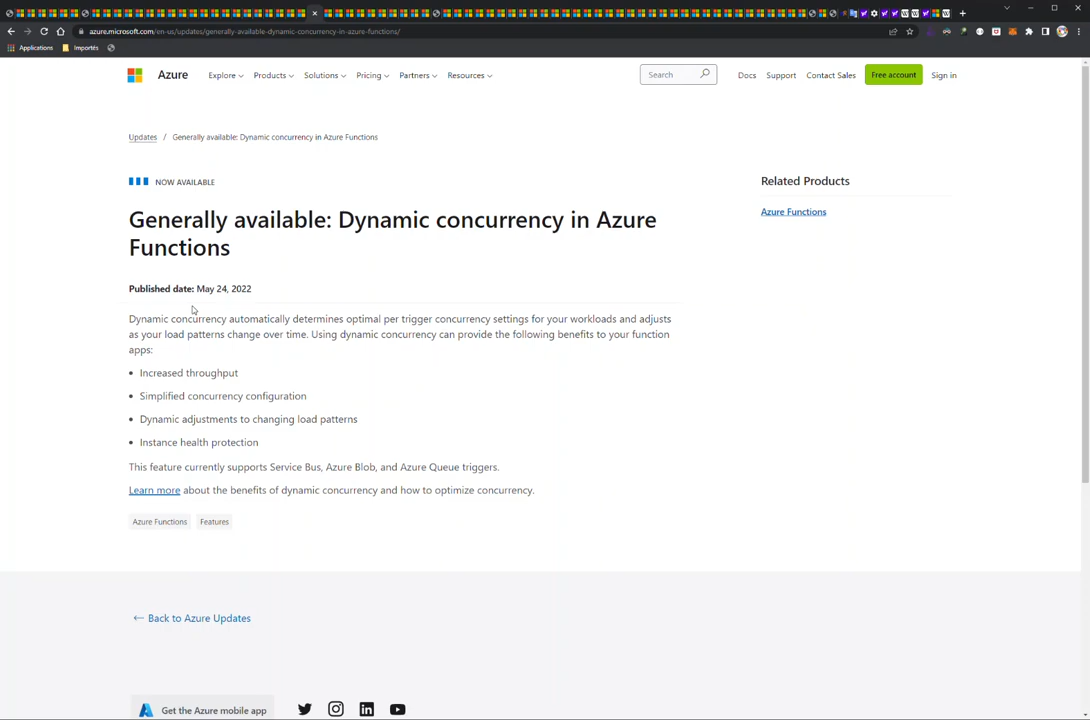 azure.microsoft.com/en-us/updates/generally-available-dynamic-concurrency-in-azure-functions/
Applications Importés
Azure Explore Products Solutions Pricing Partners Resources Search Docs Support Contact Sales Free account Sign in
Updates / Generally available: Dynamic concurrency in Azure Functions
NOW AVAILABLE
Related Products
Azure Functions
Generally available: Dynamic concurrency in Azure
Functions
Published date: May 24, 2022
Dynamic concurrency automatically determines optimal per trigger concurrency settings for your workloads and adjusts
as your load patterns change over time. Using dynamic concurrency can provide the following benefits to your function
apps:
• Increased throughput
• Simplified concurrency configuration
• Dynamic adjustments to changing load patterns
• Instance health protection
This feature currently supports Service Bus, Azure Blob, and Azure Queue triggers.
Learn more about the benefits of dynamic concurrency and how to optimize concurrency.
Azure Functions Features
← Back to Azure Updates
Get the Azure mobile app